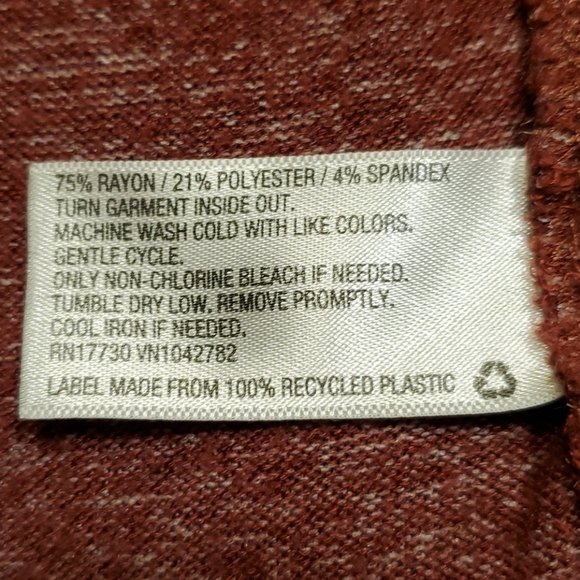 75% RAYON / 21% POLYESTER / 4% SPANDEX
TURN GARMENT INSIDE OUT.
MACHINE WASH COLD WITH LIKE COLORS.
GENTLE CYCLE.
ONLY NON-CHLORINE BLEACH IF NEEDED.
TUMBLE DRY LOW. REMOVE PROMPTLY.
COOL IRON IF NEEDED.
RN17730 VN1042782
LABEL MADE FROM 100% RECYCLED PLASTIC